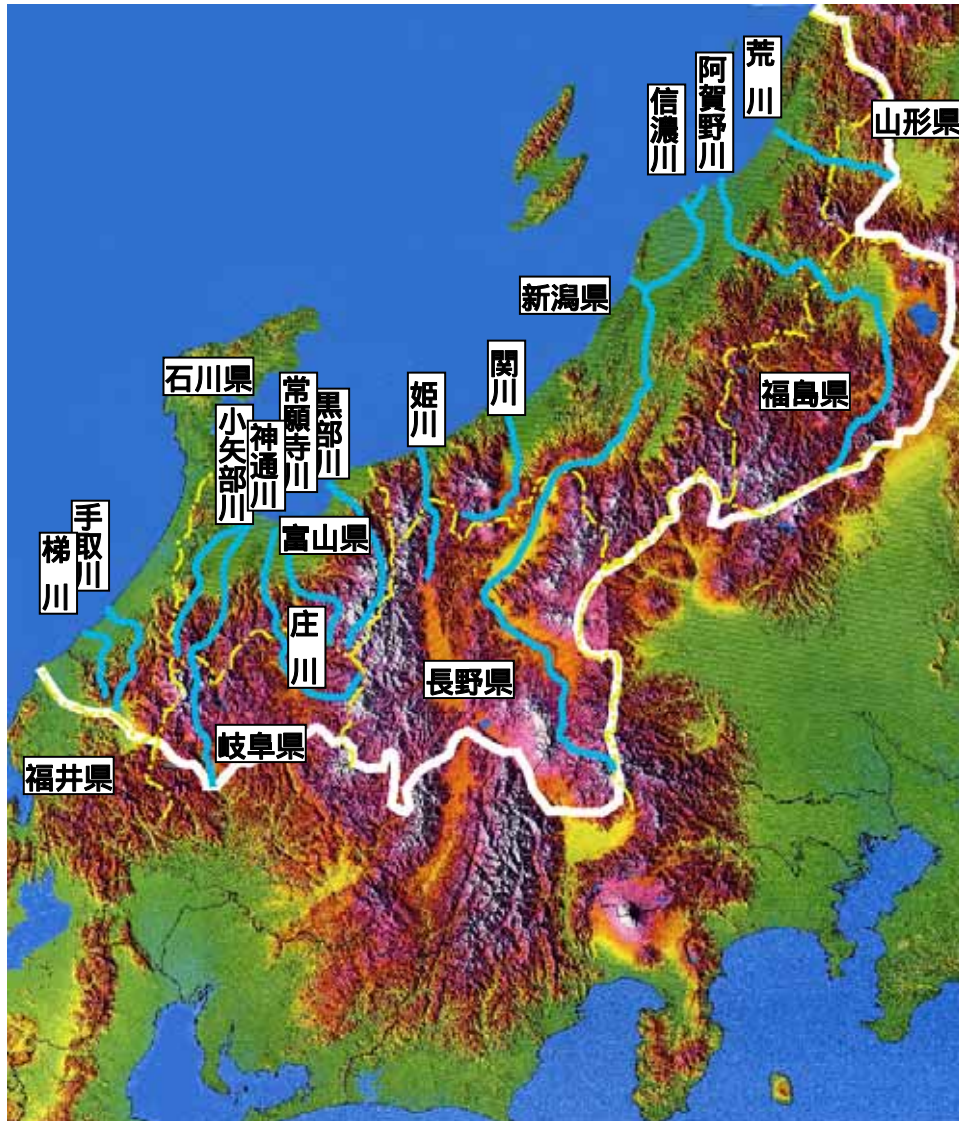 荒川
阿賀野川
信濃川
山形県
新潟県
福島県
関川
姫川
黒部川
常願寺川
神通川
小矢部川
石川県
富山県
手取川
梯川
庄川
長野県
岐阜県
福井県